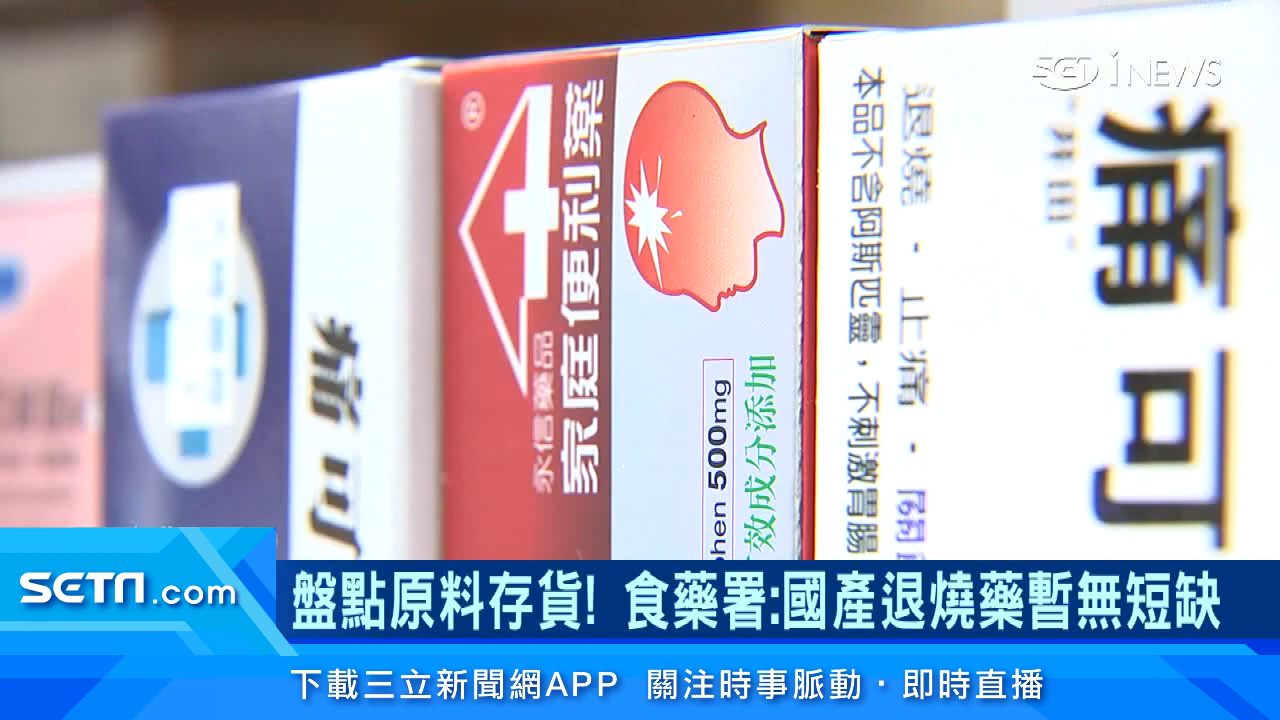 SETN iNEWS
痛可
®
永信藥品
家庭便利藥
phen 500mg
效成分添加
退燒・上痛・關
本品不含阿斯匹靈，不刺激胃腸
痛可
SETN.com
盤點原料存貨! 食藥署:國產退燒藥暫無短缺
下載三立新聞網APP 關注時事脈動・即時直播